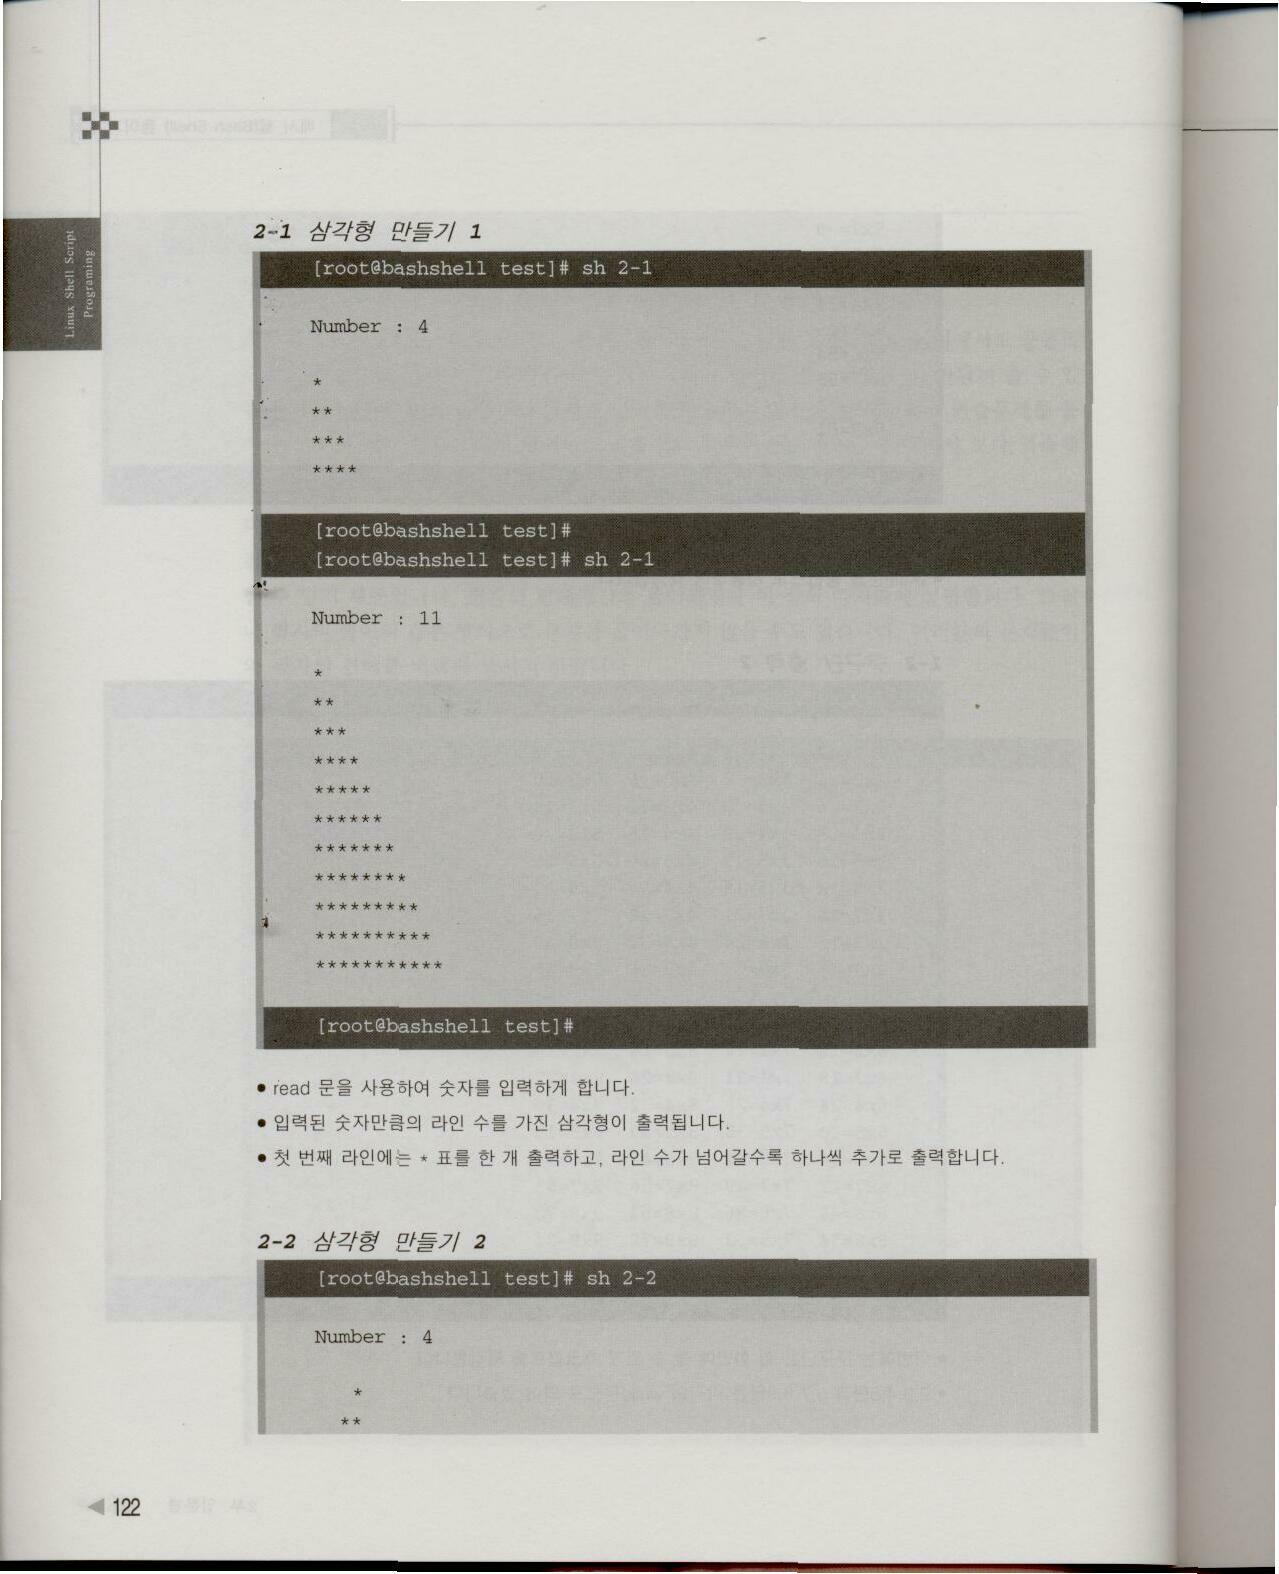 Linux Shell Script
Programing
2-1 삼각형 만들기 1
[root@bashshell test]# sh 2-1
Number : 4
*
**
***
****
[root@bashshell test]#
[root@bashshell test]# sh 2-1
Number : 11
*
**
***
****
*****
******
*******
********
*********
**********
***********
[root@bashshell test]#
• read 문을 사용하여 숫자를 입력하게 합니다.
• 입력된 숫자만큼의 라인 수를 가진 삼각형이 출력됩니다.
• 첫 번째 라인에는 * 표를 한 개 출력하고, 라인 수가 넘어갈수록 하나씩 추가로 출력합니다.
2-2 삼각형 만들기 2
[root@bashshell test]# sh 2-2
Number : 4
*
**
◀ 122